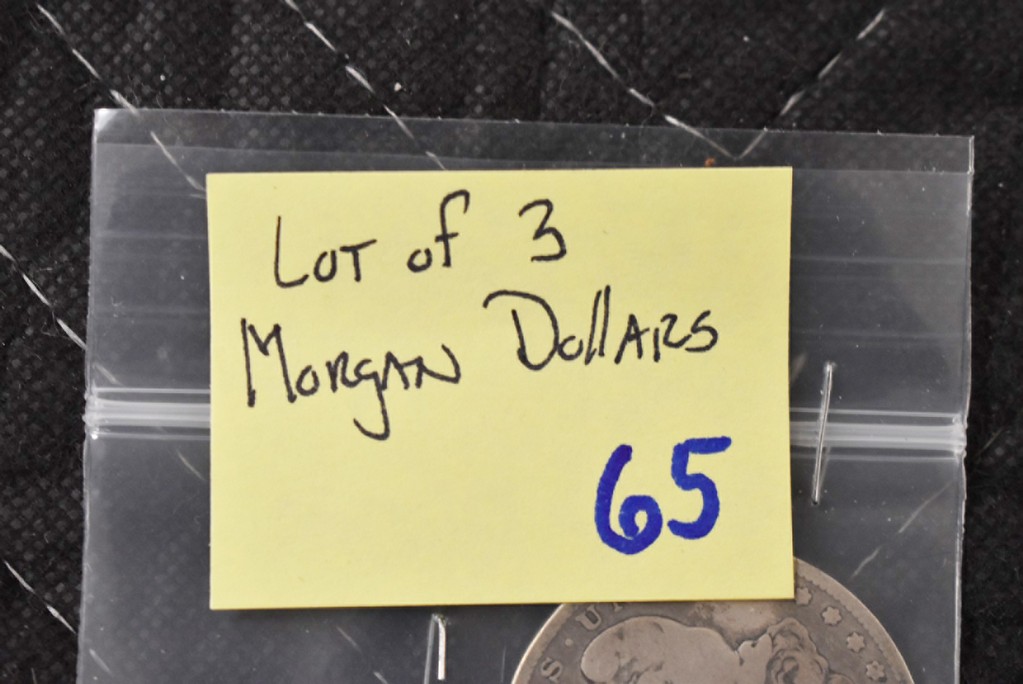 Lot of 3
Morgan Dollars
65
S · U